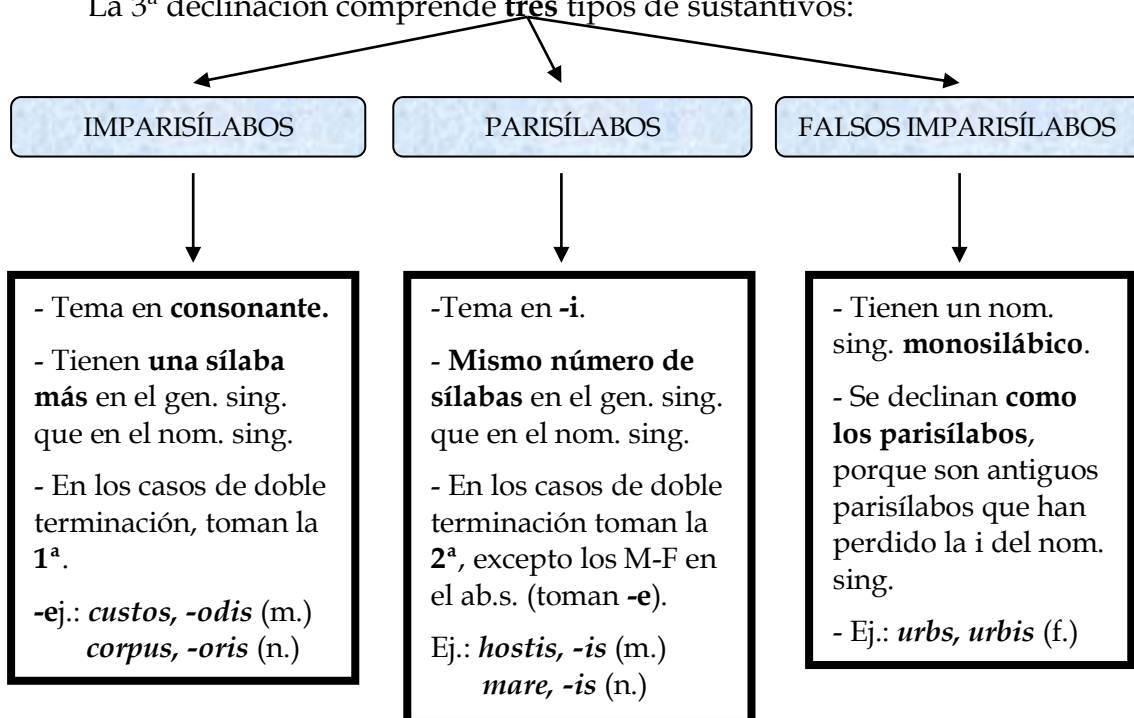 La 3ª declinación comprende tres tipos de sustantivos:
IMPARISÍLABOS
PARISÍLABOS
FALSOS IMPARISÍLABOS
- Tema en consonante.
- Tienen una sílaba
más en el gen. sing.
que en el nom. sing.
- En los casos de doble
terminación, toman la
1ª.
-ej.: custos, -odis (m.)
corpus, -oris (n.)
-Tema en -i.
- Mismo número de
sílabas en el gen. sing.
que en el nom. sing.
- En los casos de doble
terminación toman la
2ª, excepto los M-F en
el ab.s. (toman -e).
Ej.: hostis, -is (m.)
mare, -is (n.)
- Tienen un nom.
sing. monosilábico.
- Se declinan como
los parisílabos,
porque son antiguos
parisílabos que han
perdido la i del nom.
sing.
- Ej.: urbs, urbis (f.)